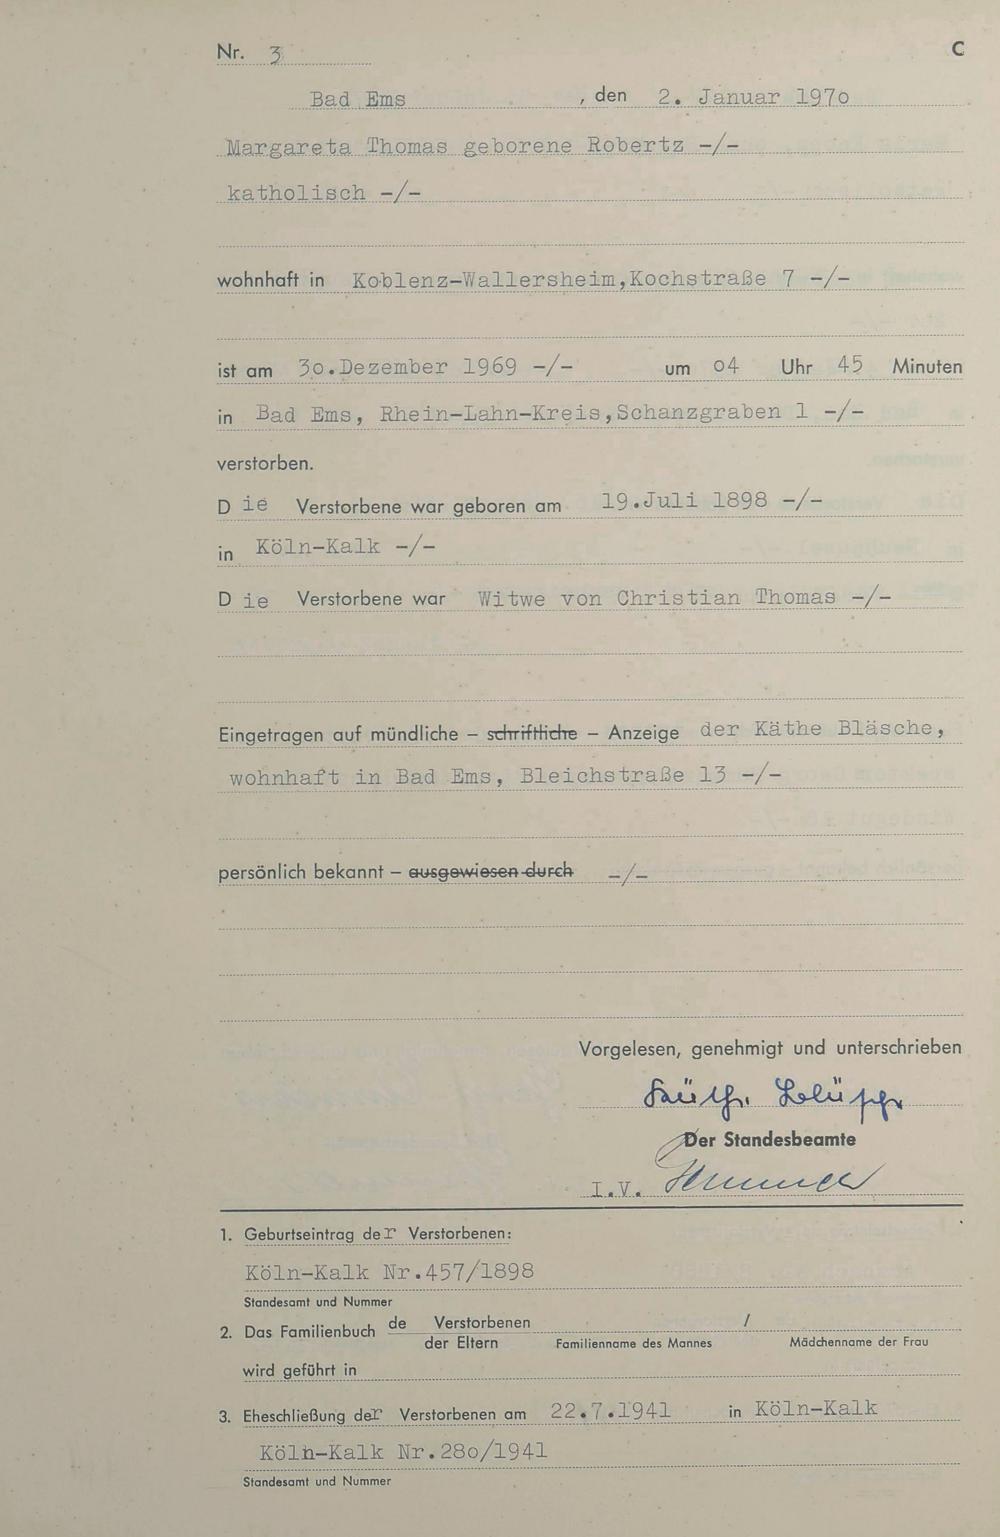 Nr. 3
C
Bad Ems , den 2. Januar 197o
Margareta Thomas geborene Robertz -/-
katholisch -/-
wohnhaft in Koblenz-Wallersheim,Kochstraße 7 -/-
ist am 3o.Dezember 1969 -/- um o4 Uhr 45 Minuten
in Bad Ems, Rhein-Lahn-Kreis,Schanzgraben 1 -/-
verstorben.
D ie Verstorbene war geboren am 19.Juli 1898 -/-
in Köln-Kalk -/-
D ie Verstorbene war Witwe von Christian Thomas -/-
Eingetragen auf mündliche – schriftliche – Anzeige der Käthe Bläsche,
wohnhaft in Bad Ems, Bleichstraße 13 -/-
persönlich bekannt – ausgewiesen durch -/-
Vorgelesen, genehmigt und unterschrieben
Der Standesbeamte
I.V.
1. Geburtseintrag der Verstorbenen:
Köln-Kalk Nr.457/1898
Standesamt und Nummer
2. Das Familienbuch de Verstorbenen /
der Eltern Familienname des Mannes Mädchenname der Frau
wird geführt in
3. Eheschließung der Verstorbenen am 22.7.1941 in Köln-Kalk
Köln-Kalk Nr.28o/1941
Standesamt und Nummer